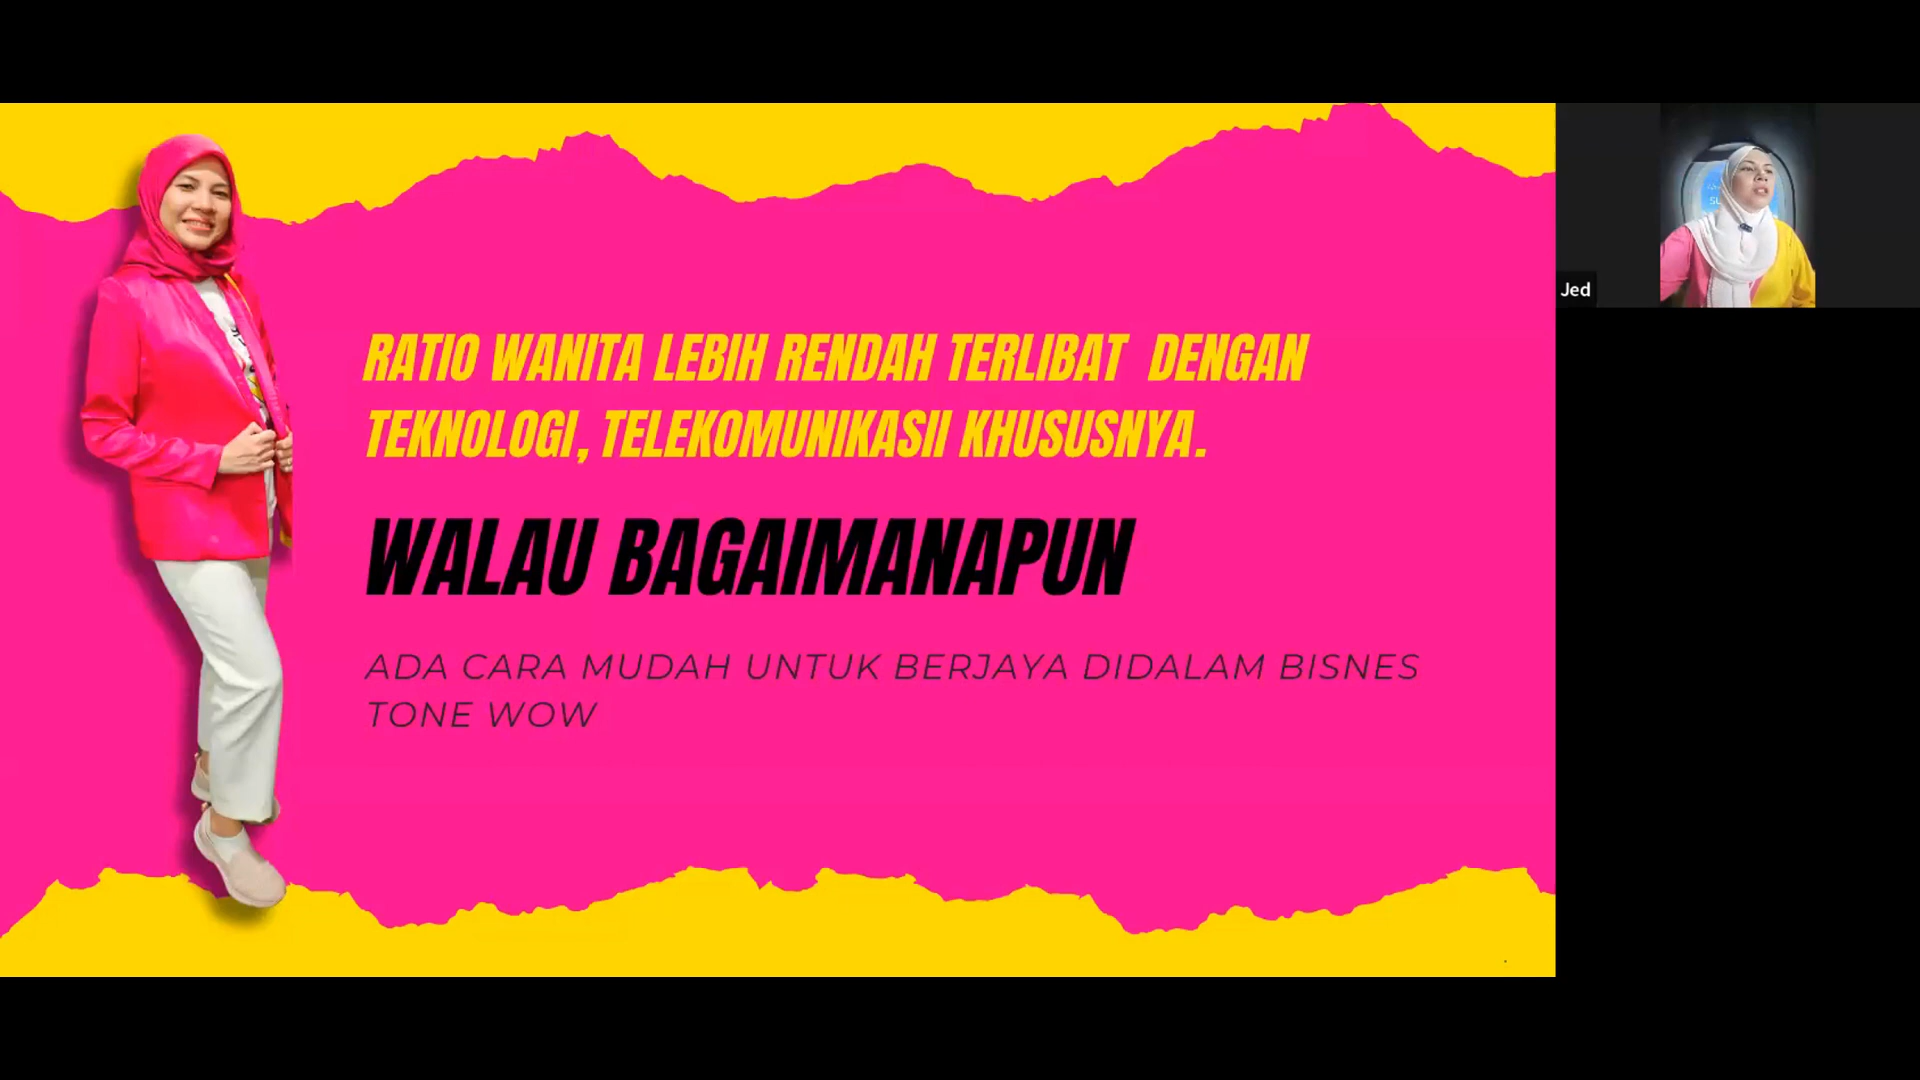 RATIO WANITA LEBIH RENDAH TERLIBAT DENGAN
TEKNOLOGI, TELEKOMUNIKASII KHUSUSNYA.
WALAU BAGAIMANAPUN
ADA CARA MUDAH UNTUK BERJAYA DIDALAM BISNES
TONE WOW
Jed